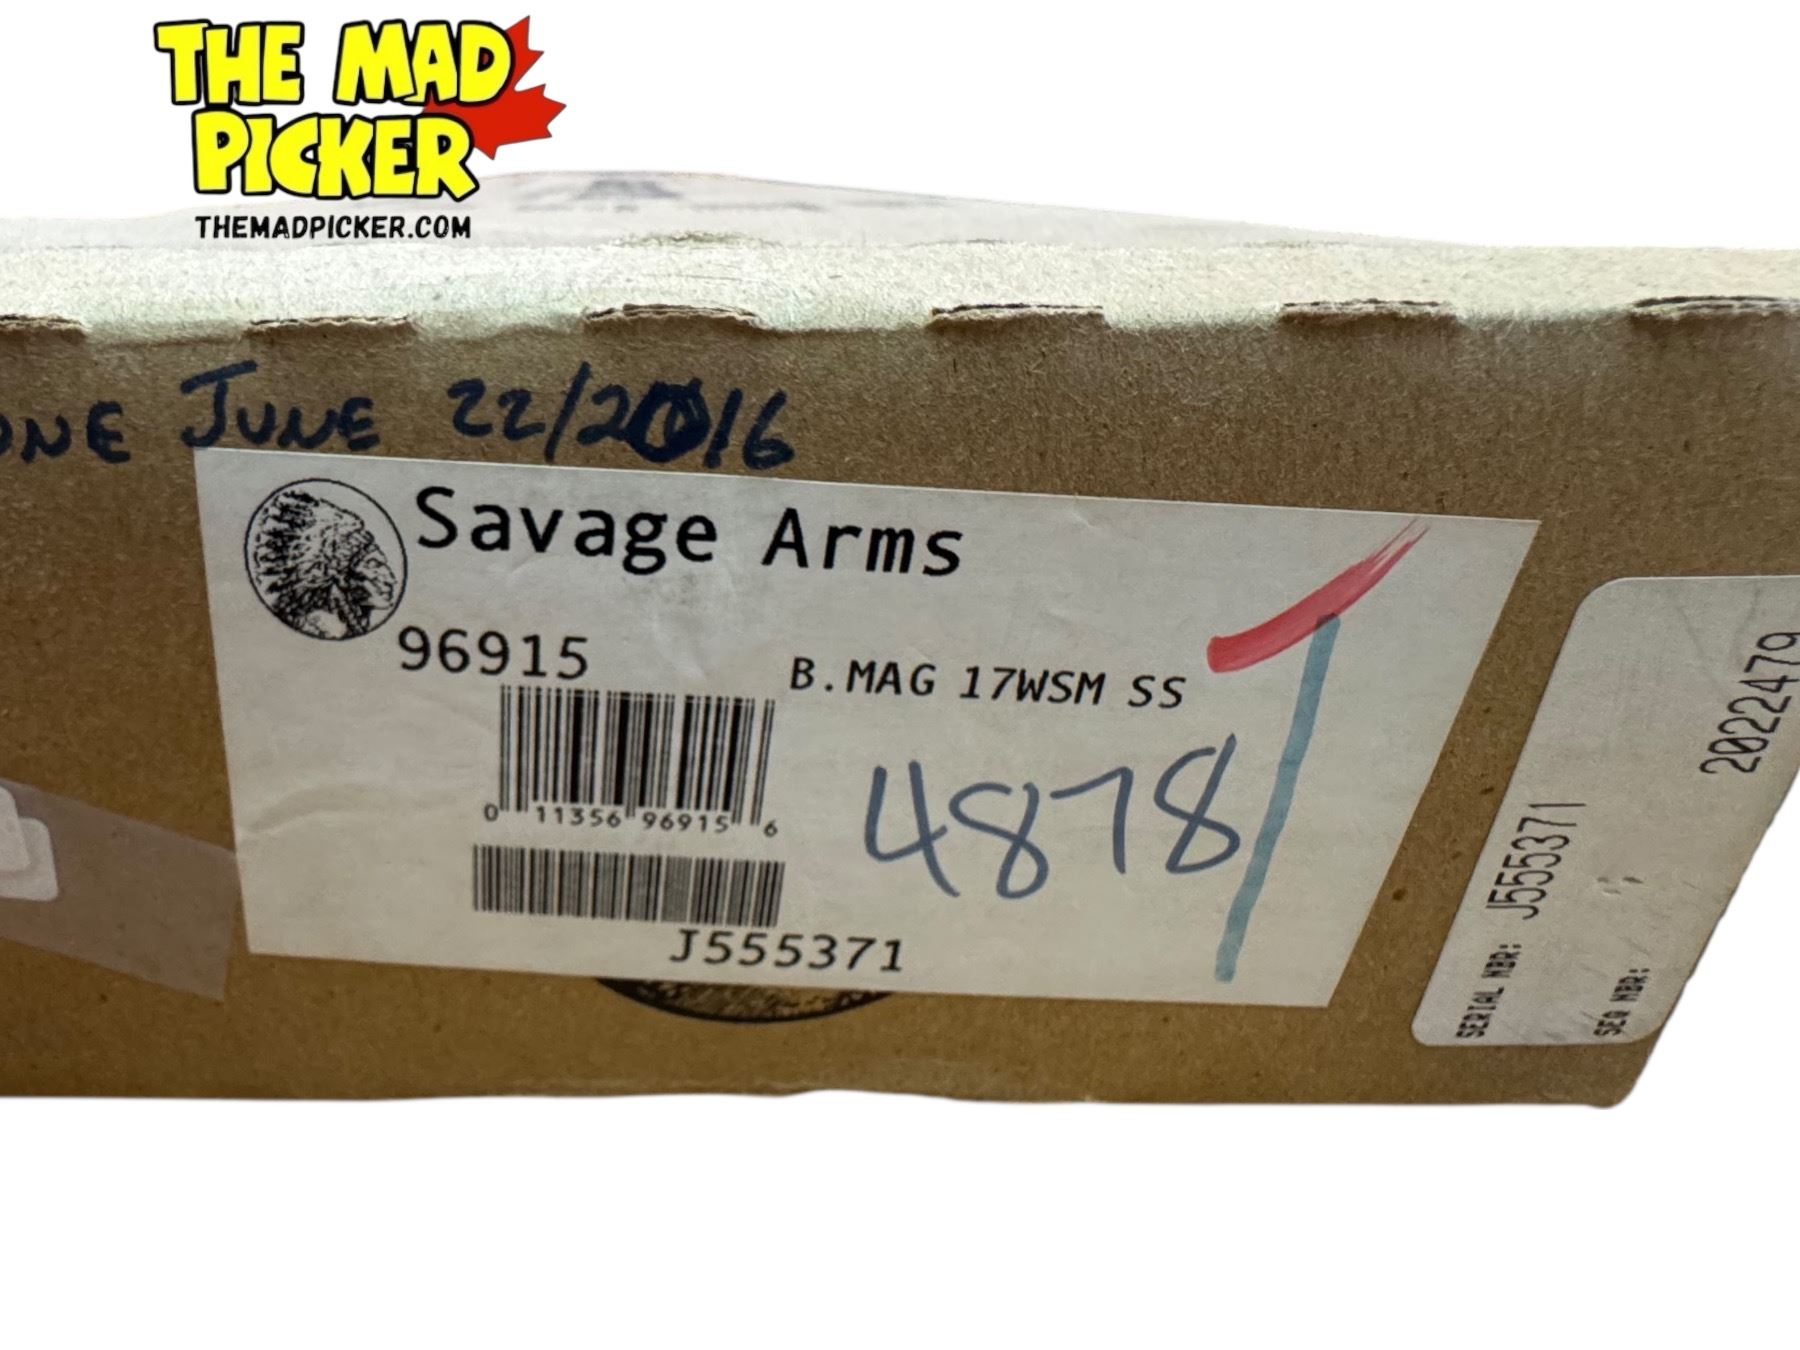 THE MAD
PICKER
THEMADPICKER.COM
ONE JUNE 22/2016
Savage Arms
96915
B.MAG 17WSM SS
0 11356 96915 6
4878
J555371
SERIAL NBR: J555371
SEQ NBR: 2022479